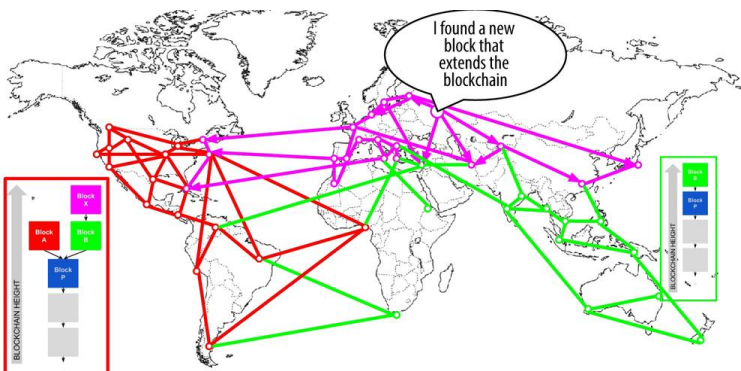 I found a new
block that
extends the
blockchain
BLOCKCHAIN HEIGHT
Block
X
Block
A
Block
B
Block
P
BLOCKCHAIN HEIGHT
Block
B
Block
P